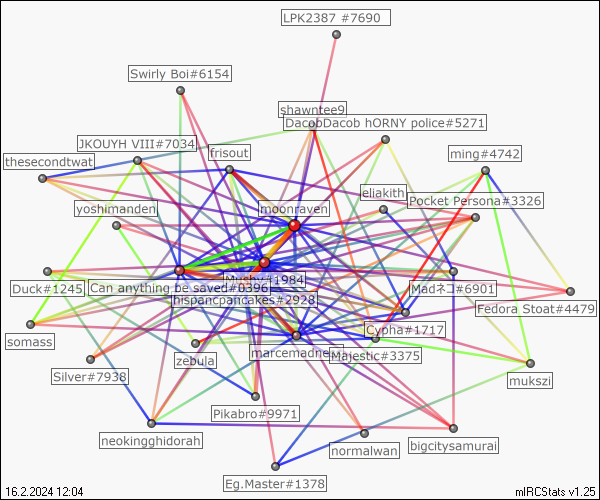 LPK2387 #7690
Swirly Boi#6154
shawntee9
DacobDacob hORNY police#5271
JKOUYH VIII#7034
frisout
ming#4742
thesecondtwat
eliakith
Pocket Persona#3326
yoshimanden
moonraven
Mushy#1984
Duck#1245
Can anything be saved#0396
Madネコ#6901
hispancpancakes#2928
Fedora Stoat#4479
somass
Cypha#1717
zebula
marcemadne
Majestic#3375
Silver#7938
mukszi
Pikabro#9971
neokingghidorah
normalwan
bigcitysamurai
Eg.Master#1378
16.2.2024 12:04
mIRCStats v1.25